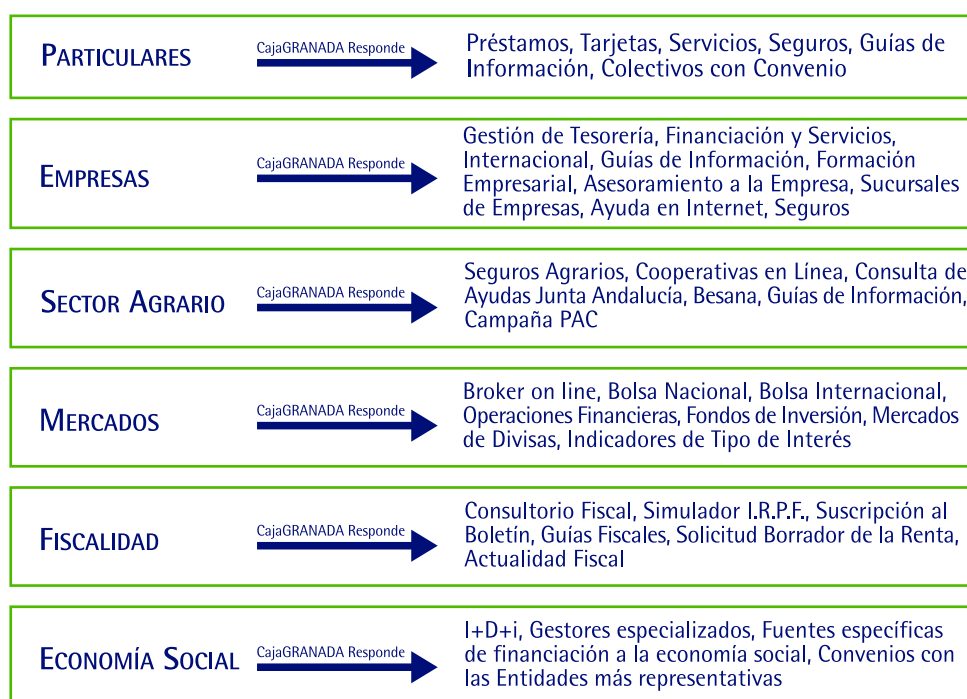 PARTICULARES
CajaGRANADA Responde
Préstamos, Tarjetas, Servicios, Seguros, Guías de
Información, Colectivos con Convenio
EMPRESAS
CajaGRANADA Responde
Gestión de Tesorería, Financiación y Servicios,
Internacional, Guías de Información, Formación
Empresarial, Asesoramiento a la Empresa, Sucursales
de Empresas, Ayuda en Internet, Seguros
SECTOR AGRARIO
CajaGRANADA Responde
Seguros Agrarios, Cooperativas en Línea, Consulta de
Ayudas Junta Andalucía, Besana, Guías de Información,
Campaña PAC
MERCADOS
CajaGRANADA Responde
Broker on line, Bolsa Nacional, Bolsa Internacional,
Operaciones Financieras, Fondos de Inversión, Mercados
de Divisas, Indicadores de Tipo de Interés
FISCALIDAD
CajaGRANADA Responde
Consultorio Fiscal, Simulador I.R.P.F., Suscripción al
Boletín, Guías Fiscales, Solicitud Borrador de la Renta,
Actualidad Fiscal
ECONOMÍA SOCIAL
CajaGRANADA Responde
I+D+i, Gestores especializados, Fuentes específicas
de financiación a la economía social, Convenios con
las Entidades más representativas